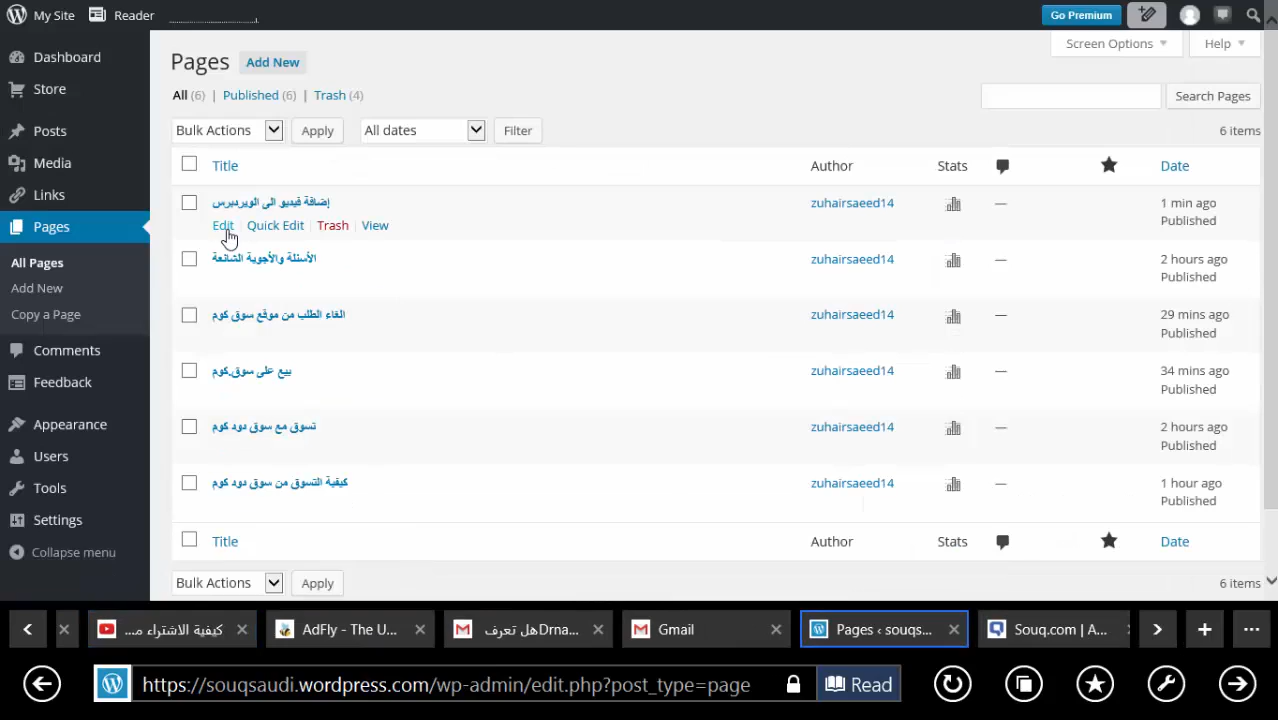 My Site Reader Go Premium
Screen Options Help
Pages Add New
All (6) | Published (6) | Trash (4)
Search Pages
Bulk Actions Apply All dates Filter 6 items
Title Author Stats Date
إضافة فيديو الى الويردبرس zuhairsaeed14 — 1 min ago
Published
Edit | Quick Edit | Trash | View
الأسئلة والأجوبة الشائعة zuhairsaeed14 — 2 hours ago
Published
الغاء الطلب من موقع سوق كوم zuhairsaeed14 — 29 mins ago
Published
بيع على سوق.كوم zuhairsaeed14 — 34 mins ago
Published
تسوق مع سوق دود كوم zuhairsaeed14 — 2 hours ago
Published
كيفية التسوق من سوق دود كوم zuhairsaeed14 — 1 hour ago
Published
Title Author Stats Date
Bulk Actions Apply 6 items
Dashboard
Store
Posts
Media
Links
Pages
All Pages
Add New
Copy a Page
Comments
Feedback
Appearance
Users
Tools
Settings
Collapse menu
كيفية الاشتراء مـ... AdFly - The U... هل تعرفDrna... Gmail Pages ‹ souqs... Souq.com | A...
https://souqsaudi.wordpress.com/wp-admin/edit.php?post_type=page Read